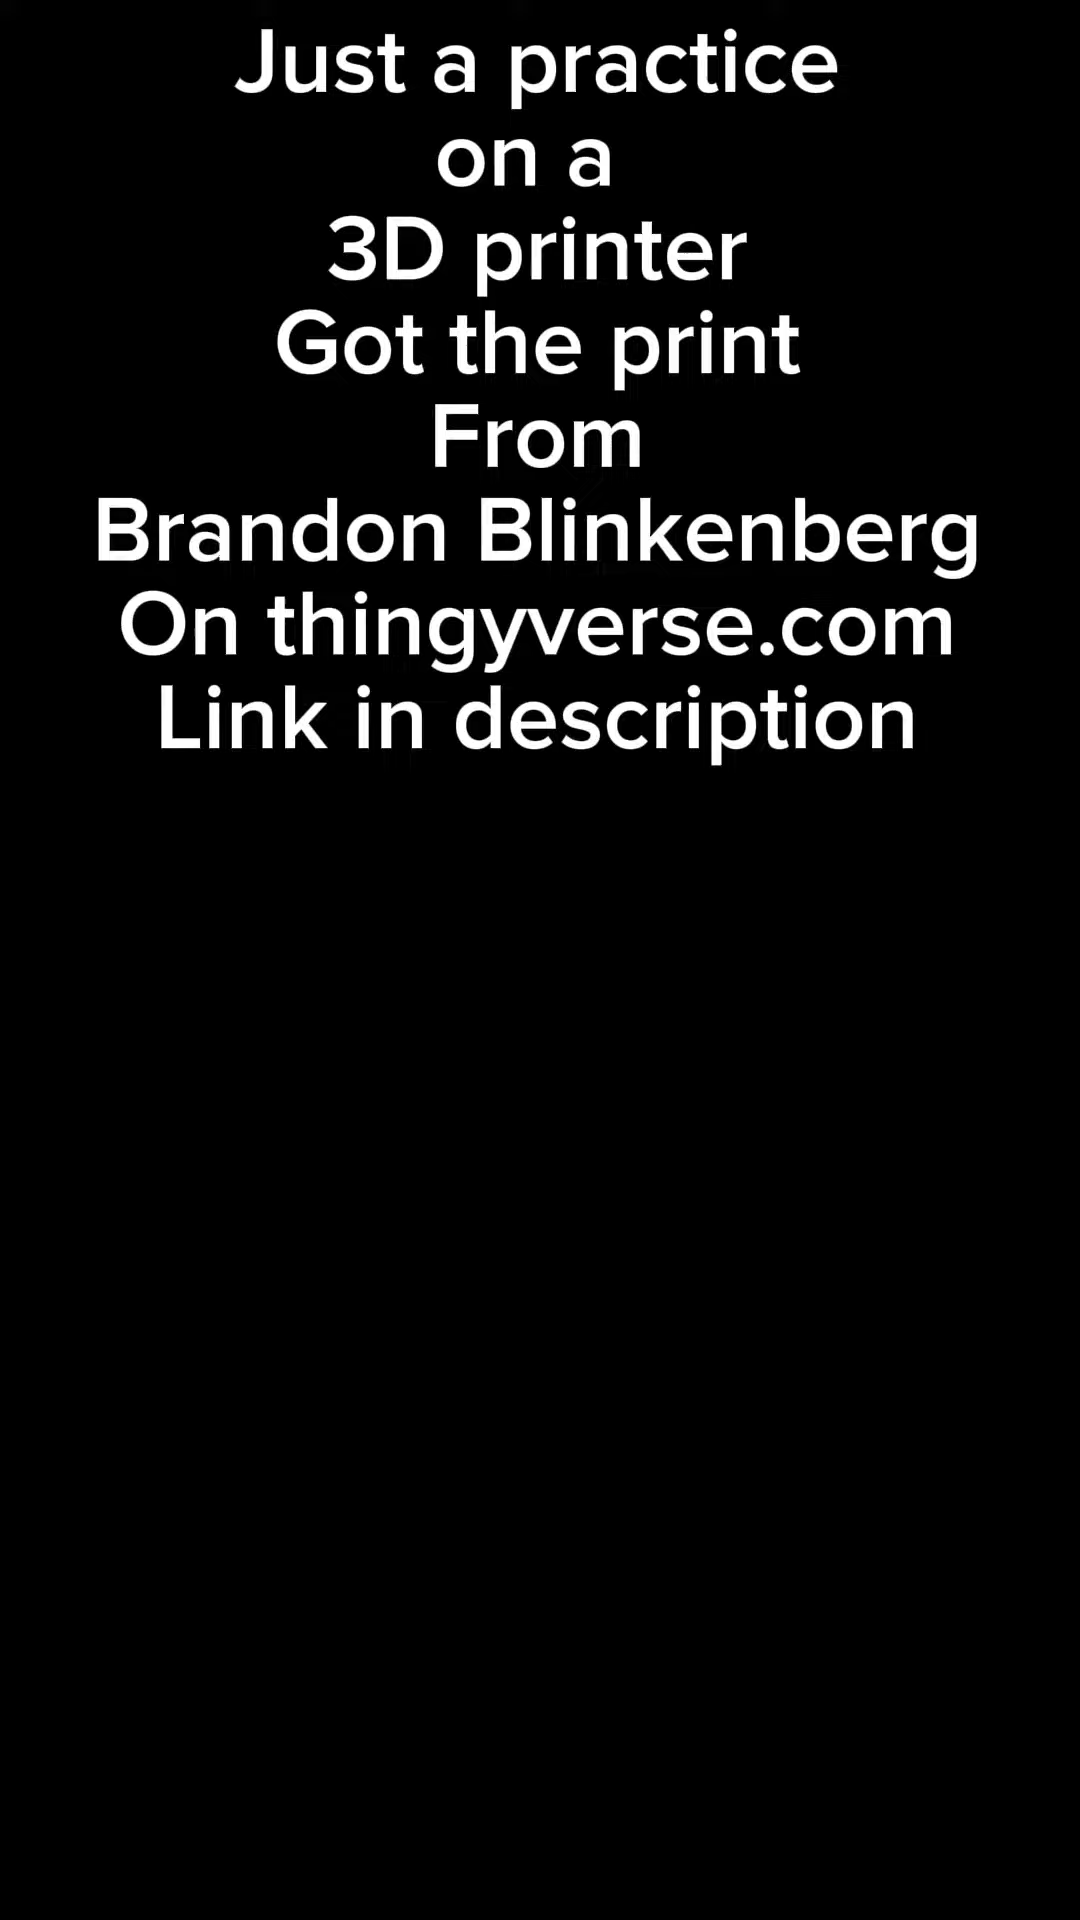 Just a practice
on a
3D printer
Got the print
From
Brandon Blinkenberg
On thingyverse.com
Link in description